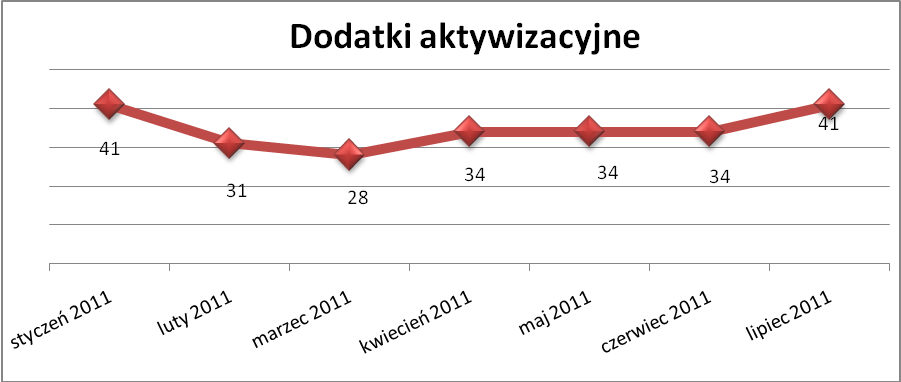 Dodatki aktywizacyjne
41
31
28
34
34
34
41
styczeń 2011
luty 2011
marzec 2011
kwiecień 2011
maj 2011
czerwiec 2011
lipiec 2011